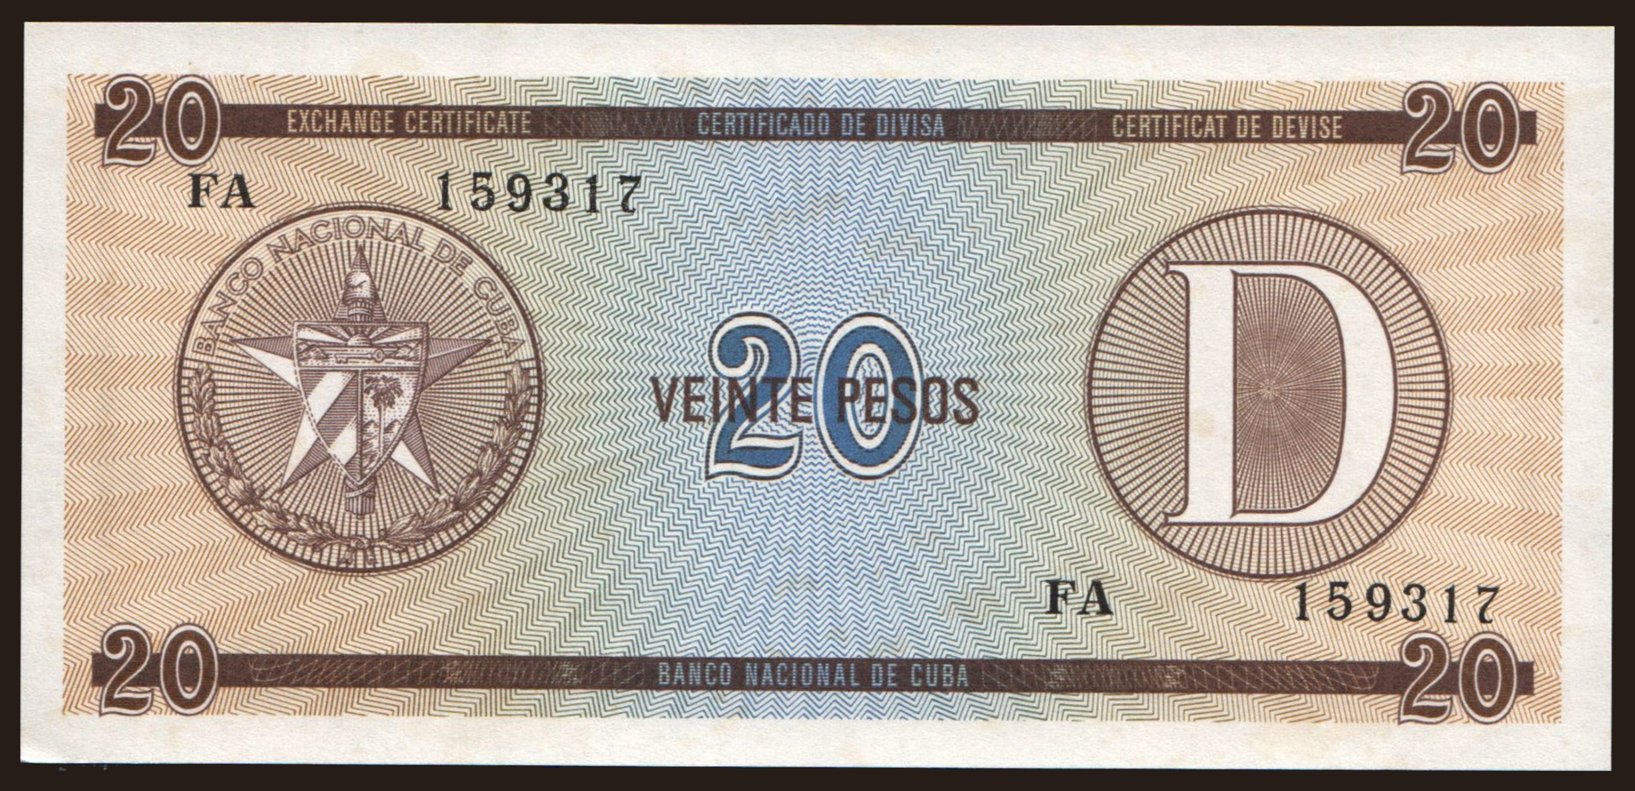 20 EXCHANGE CERTIFICATE CERTIFICADO DE DIVISA CERTIFICAT DE DEVISE 20
FA 159317
BANCO NACIONAL DE CUBA
20
VEINTE PESOS
D
FA 159317
20 BANCO NACIONAL DE CUBA 20